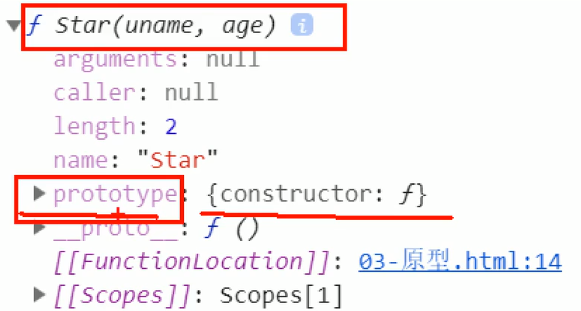 ▼ƒ Star(uname, age) i
arguments: null
caller: null
length: 2
name: "Star"
▶prototype: {constructor: ƒ}
▶__proto__: ƒ ()
[[FunctionLocation]]: 03-原型.html:14
▶[[Scopes]]: Scopes[1]